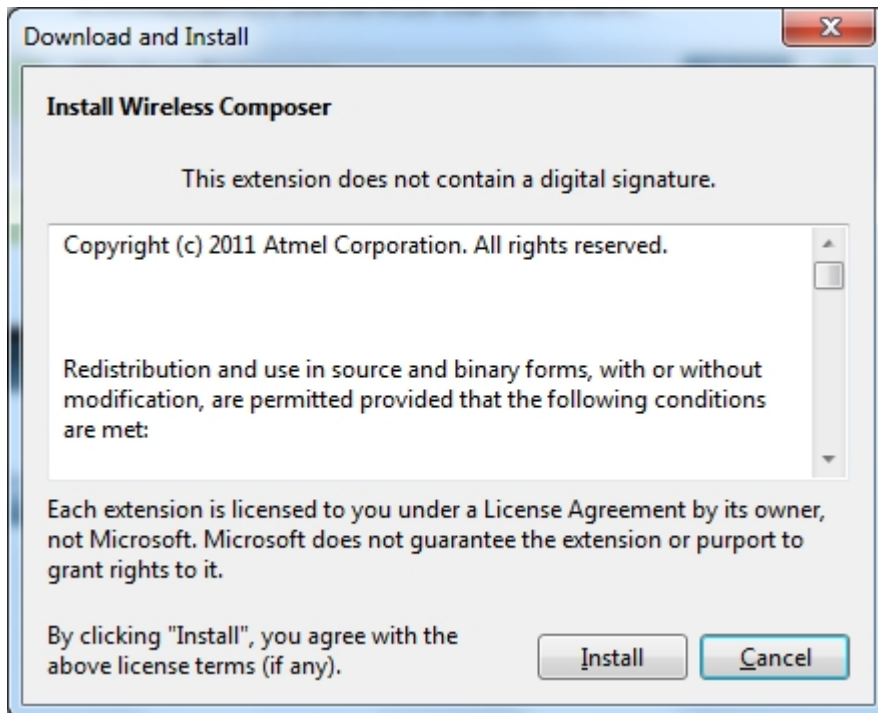 Download and Install
Install Wireless Composer
This extension does not contain a digital signature.
Copyright (c) 2011 Atmel Corporation. All rights reserved.
Redistribution and use in source and binary forms, with or without
modification, are permitted provided that the following conditions
are met:
Each extension is licensed to you under a License Agreement by its owner,
not Microsoft. Microsoft does not guarantee the extension or purport to
grant rights to it.
By clicking "Install", you agree with the
above license terms (if any).
Install
Cancel